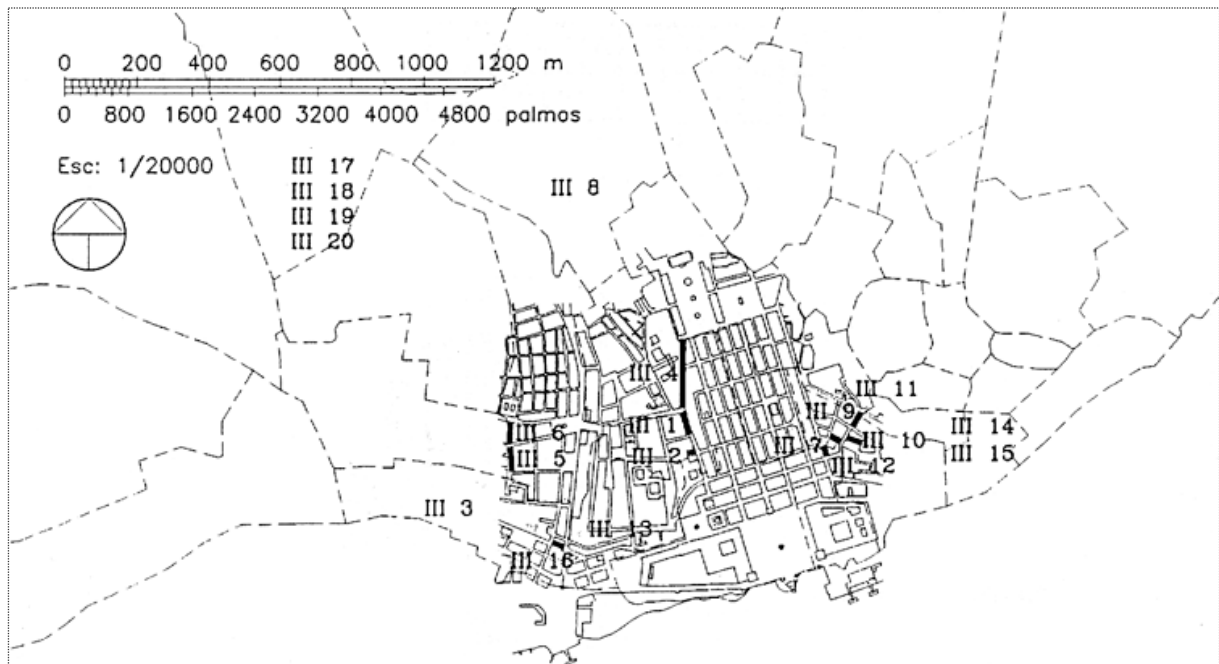 0 200 400 600 800 1000 1200 m
0 800 1600 2400 3200 4000 4800 palmos
Esc: 1/20000
III 17
III 18
III 19
III 20
III 8
III 4
III 11
III 9
III 6
III 1
III 14
III 10
III 7
III 5
III 2
III 15
III 12
III 3
III 13
III 16